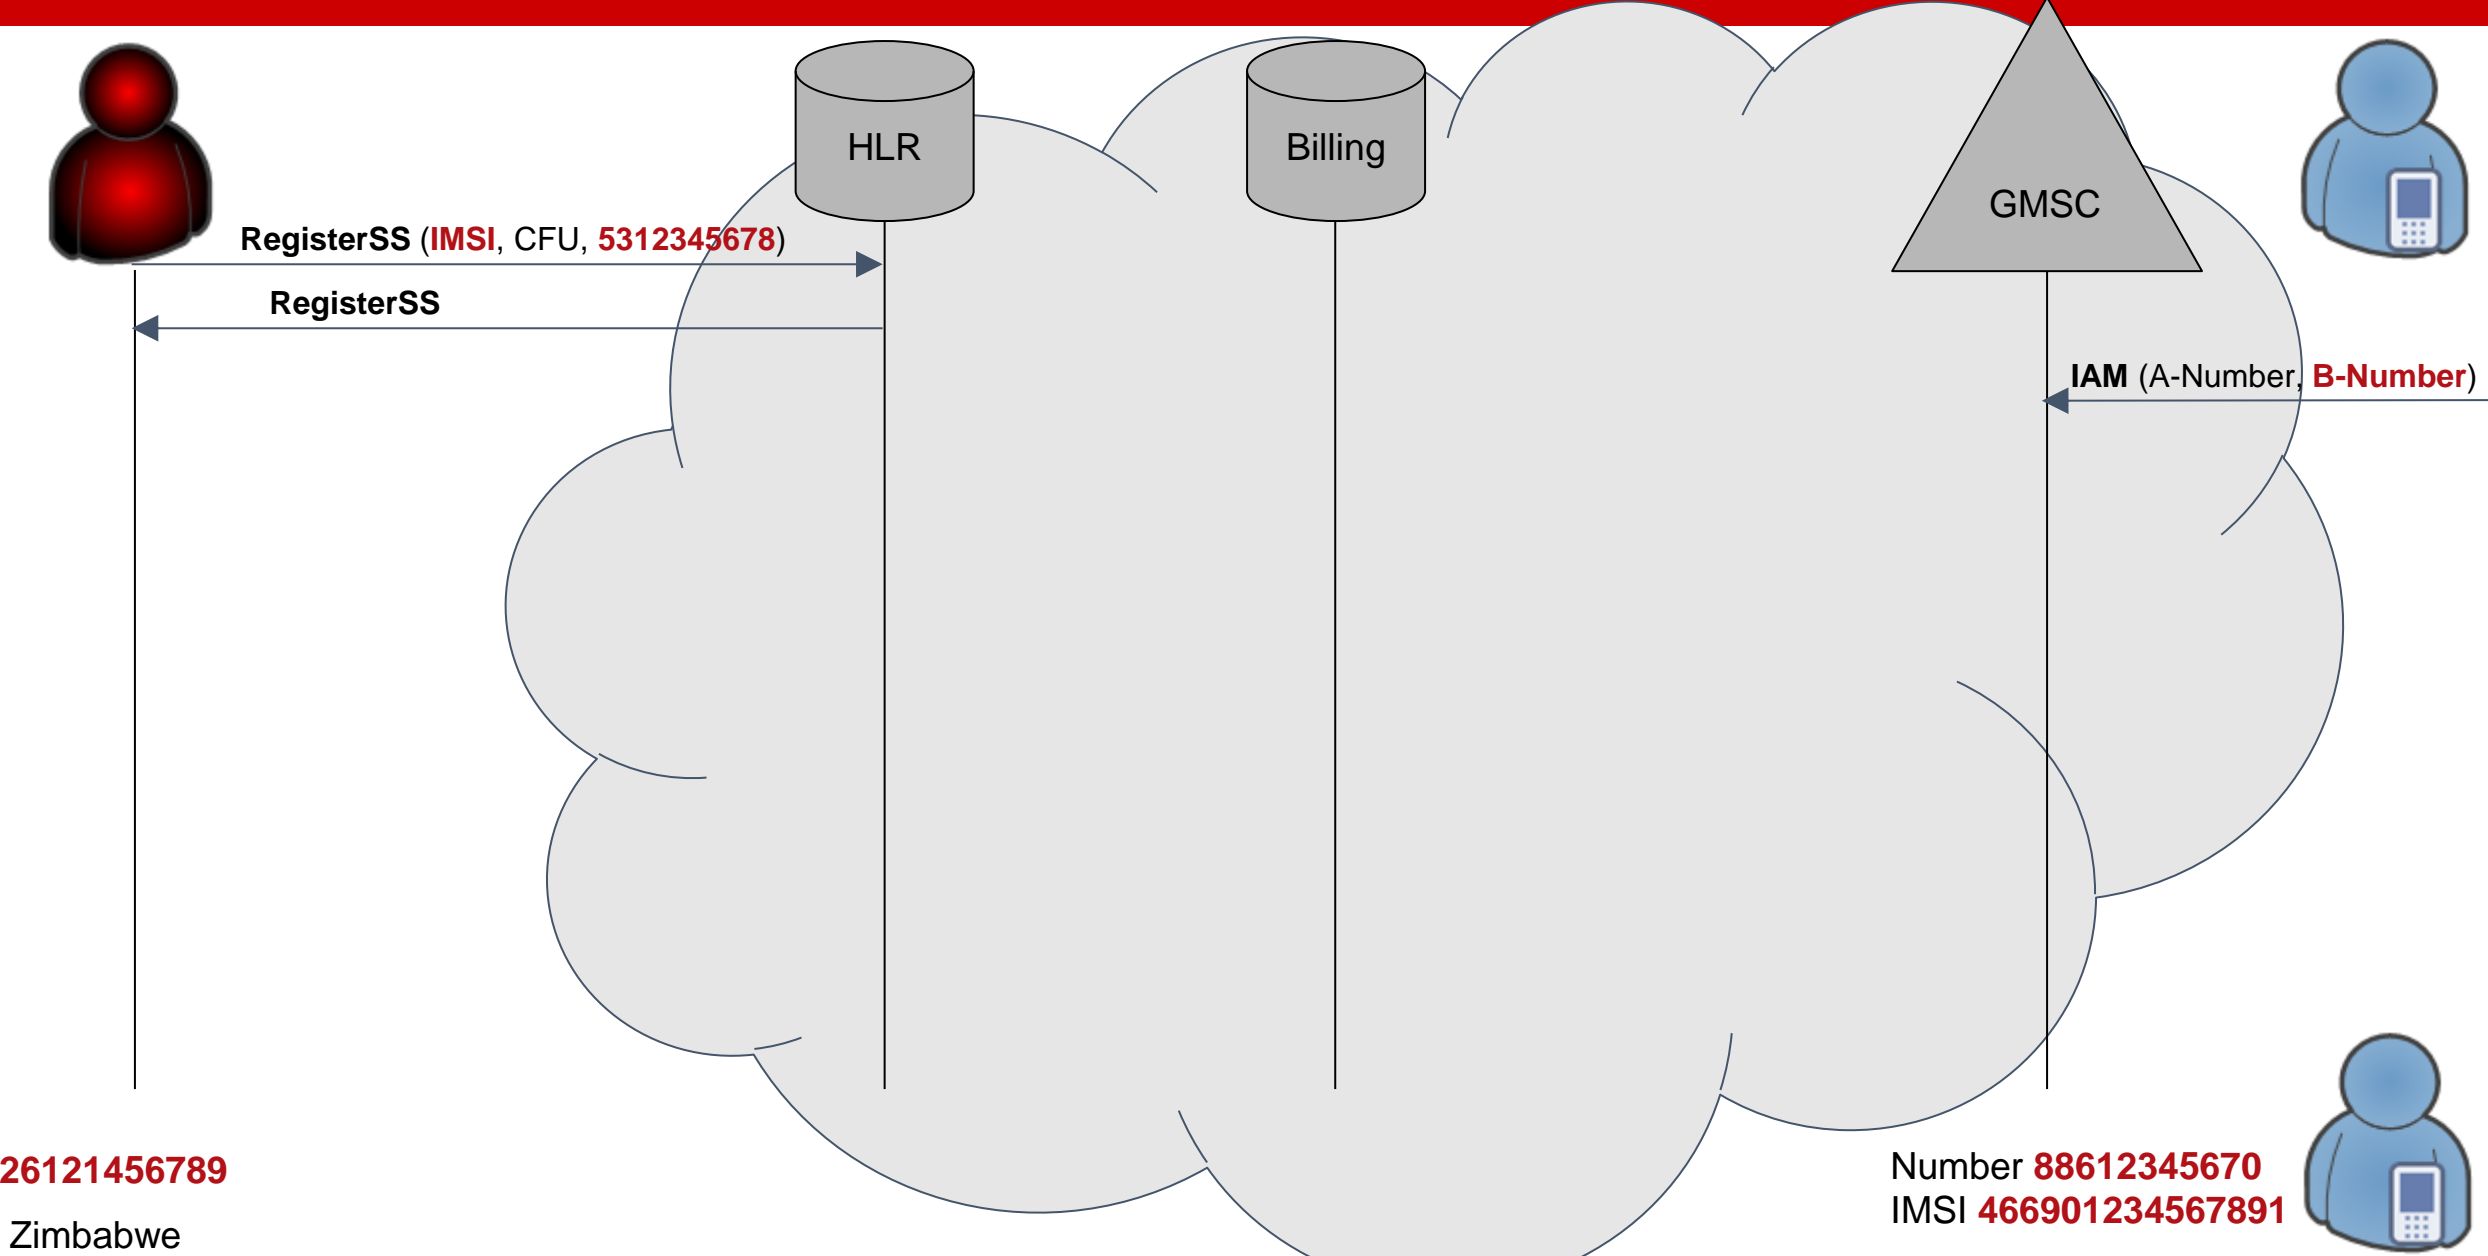 HLR
Billing
GMSC
RegisterSS (IMSI, CFU, 5312345678)
RegisterSS
IAM (A-Number, B-Number)
26121456789
Zimbabwe
Number 88612345670
IMSI 466901234567891